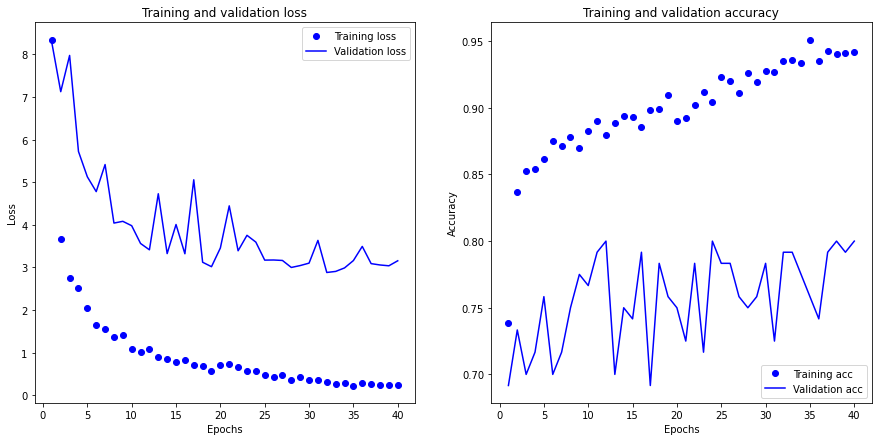 Training and validation loss
Training loss
Validation loss
Loss
8
7
6
5
4
3
2
1
0
0 5 10 15 20 25 30 35 40
Epochs
Training and validation accuracy
Accuracy
0.95
0.90
0.85
0.80
0.75
0.70
Training acc
Validation acc
0 5 10 15 20 25 30 35 40
Epochs